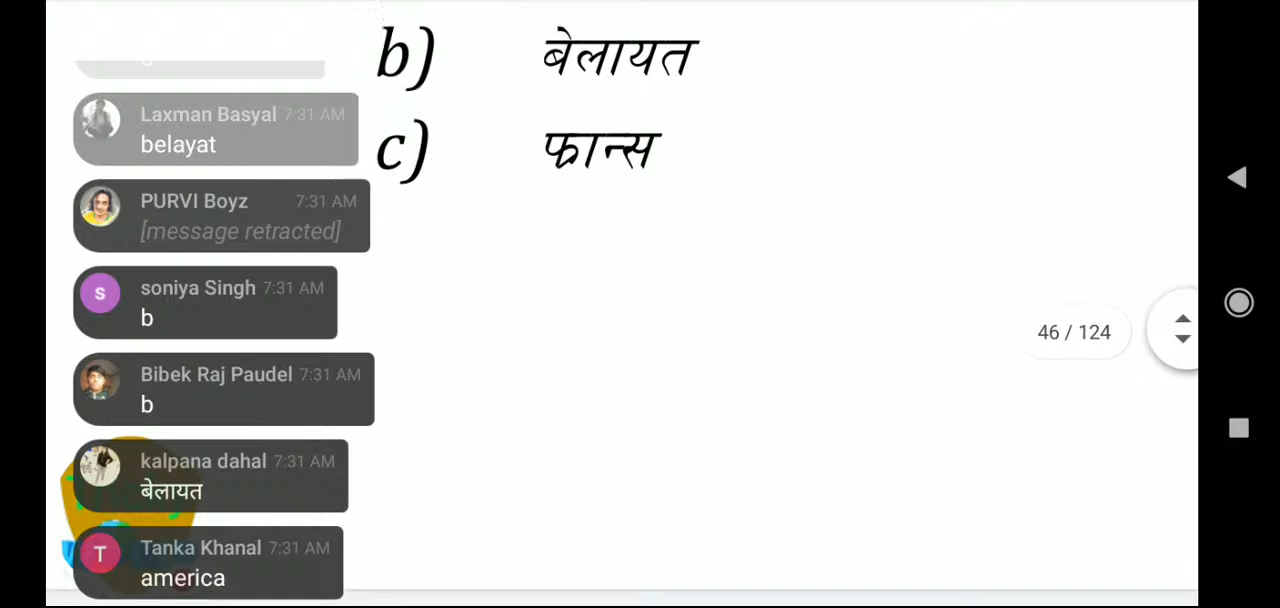 b) बेलायत
c) फ्रान्स
Laxman Basyal 7:31 AM
belayat
PURVI Boyz 7:31 AM
[message retracted]
soniya Singh 7:31 AM
S
b
Bibek Raj Paudel 7:31 AM
b
kalpana dahal 7:31 AM
बेलायत
Tanka Khanal 7:31 AM
T
america
46 / 124